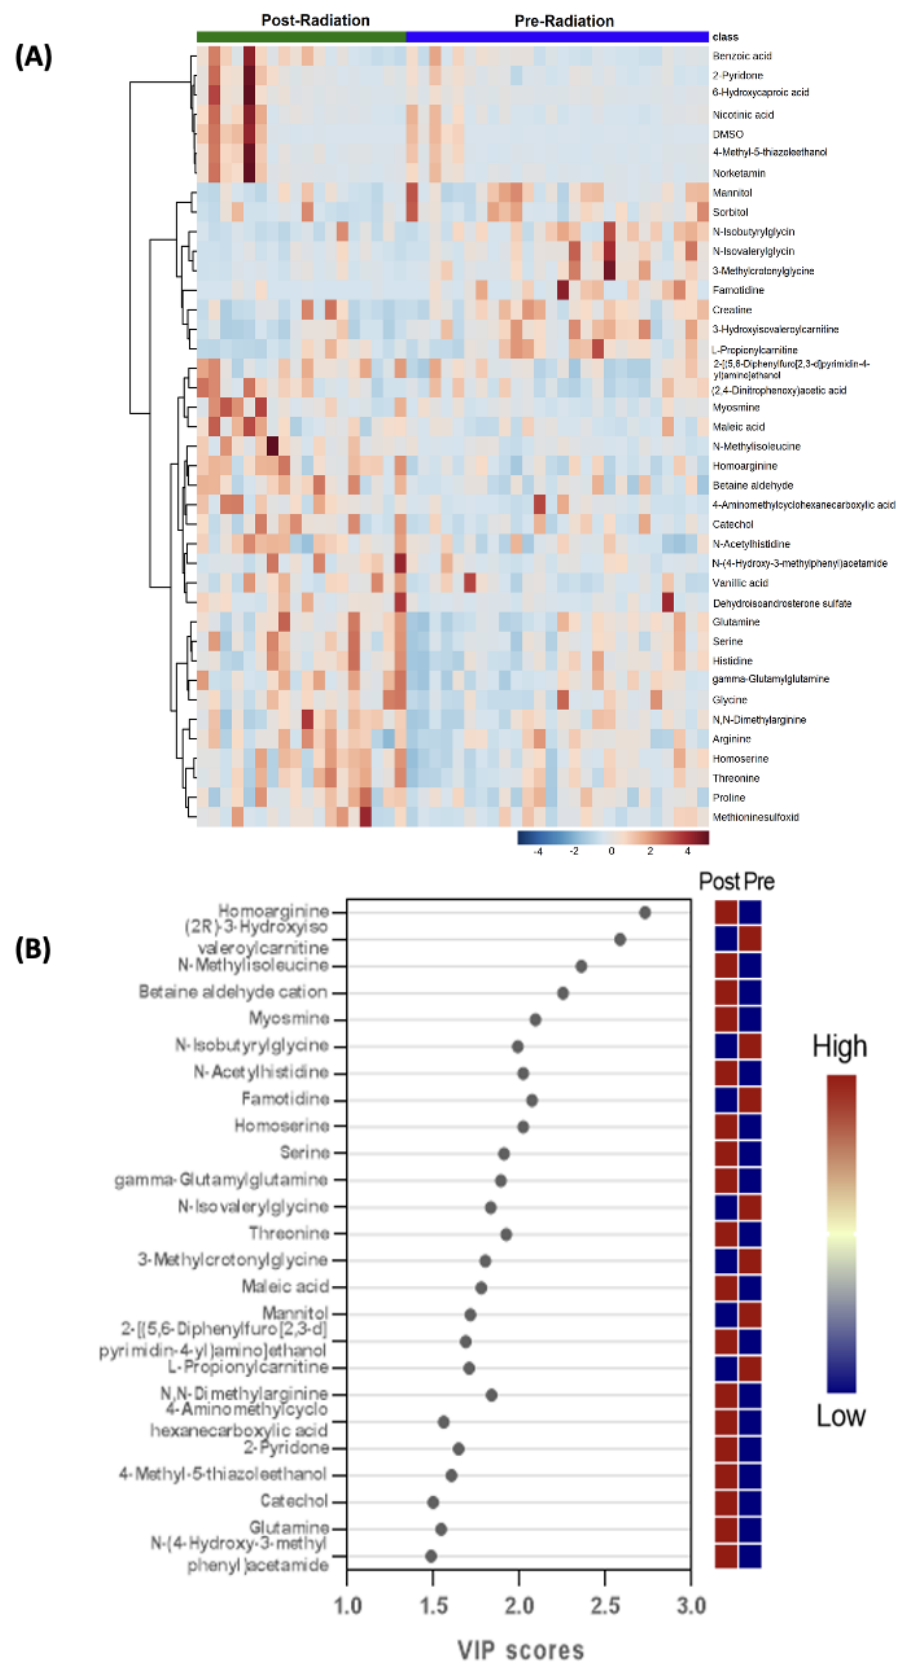 Post-Radiation Pre-Radiation
(A)
class
Benzoic acid
2-Pyridone
6-Hydroxycaproic acid
Nicotinic acid
DMSO
4-Methyl-5-thiazoleethanol
Norketamin
Mannitol
Sorbitol
N-Isobutyrylglycin
N-Isovalerylglycin
3-Methylcrotonylglycine
Famotidine
Creatine
3-Hydroxyisovaleroylcarnitine
L-Propionylcarnitine
2-[(5,6-Diphenylfuro[2,3-d]pyrimidin-4-
yl)amino]ethanol
(2,4-Dinitrophenoxy)acetic acid
Myosmine
Maleic acid
N-Methylisoleucine
Homoarginine
Betaine aldehyde
4-Aminomethylcyclohexanecarboxylic acid
Catechol
N-Acetylhistidine
N-(4-Hydroxy-3-methylphenyl)acetamide
Vanillic acid
Dehydroisoandrosterone sulfate
Glutamine
Serine
Histidine
gamma-Glutamylglutamine
Glycine
N,N-Dimethylarginine
Arginine
Homoserine
Threonine
Proline
Methioninesulfoxid
-4 -2 0 2 4
(B)
Post Pre
Homoarginine
(2R)-3-Hydroxyiso
valeroylcarnitine
N-Methylisoleucine
Betaine aldehyde cation
Myosmine
N-Isobutyrylglycine
N-Acetylhistidine
Famotidine
Homoserine
Serine
gamma-Glutamylglutamine
N-Isovalerylglycine
Threonine
3-Methylcrotonylglycine
Maleic acid
Mannitol
2-[(5,6-Diphenylfuro[2,3-d]
pyrimidin-4-yl)amino]ethanol
L-Propionylcarnitine
N,N-Dimethylarginine
4-Aminomethylcyclo
hexanecarboxylic acid
2-Pyridone
4-Methyl-5-thiazoleethanol
Catechol
Glutamine
N-(4-Hydroxy-3-methyl
phenyl)acetamide
High
Low
1.0 1.5 2.0 2.5 3.0
VIP scores